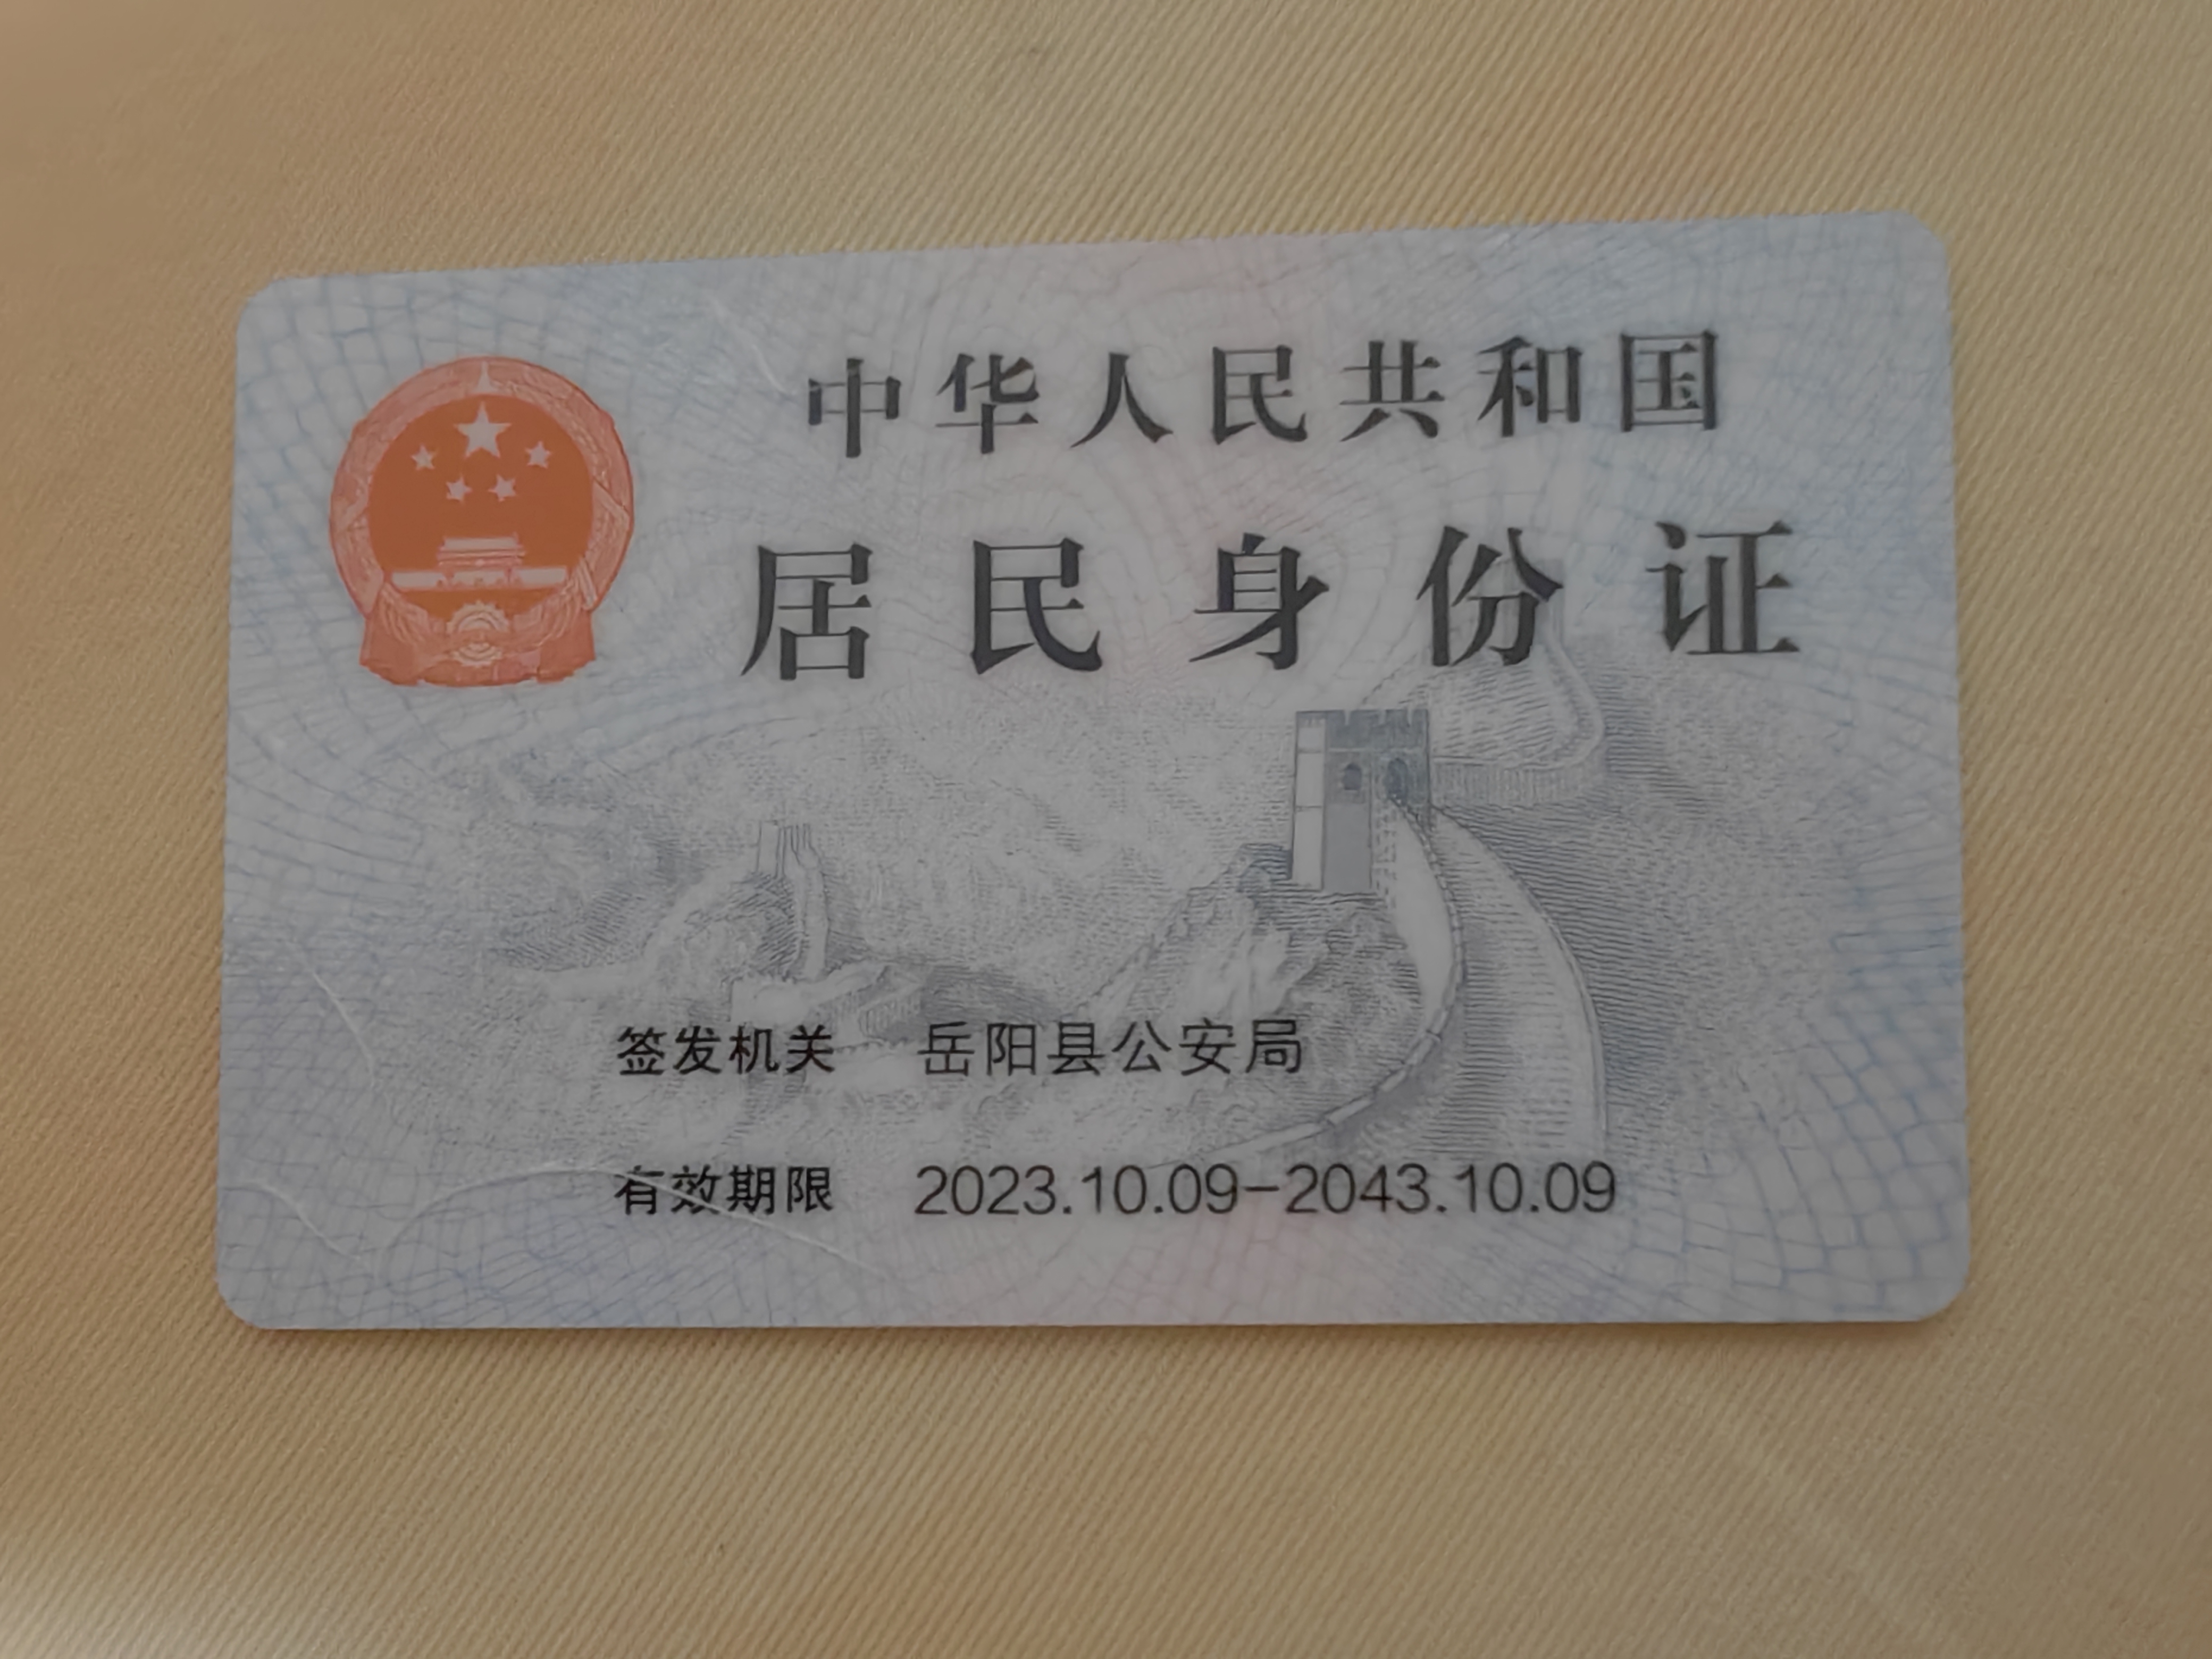 中华人民共和国
居民身份证
签发机关 岳阳县公安局
有效期限 2023.10.09-2043.10.09